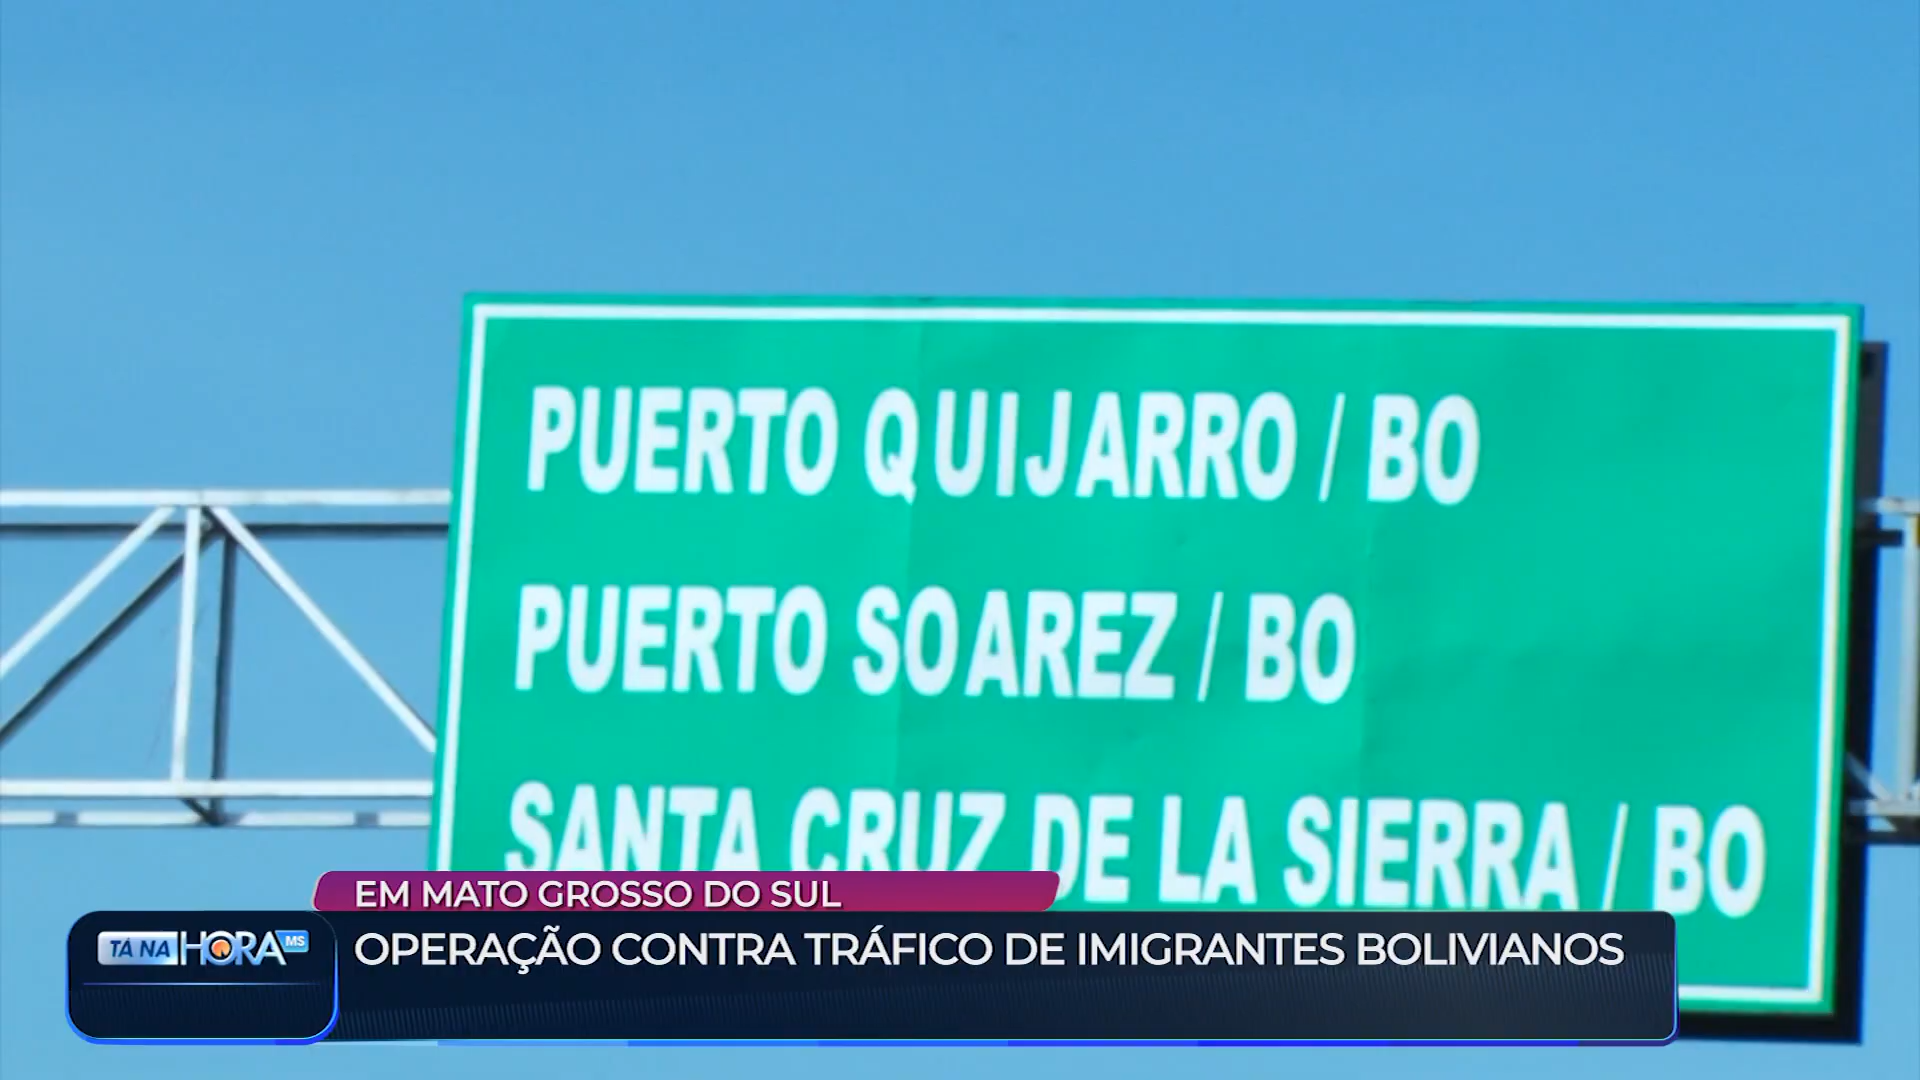 PUERTO QUIJARRO / BO
PUERTO SOAREZ / BO
SANTA CRUZ DE LA SIERRA / BO
EM MATO GROSSO DO SUL
TÁ NA HORA MS
OPERAÇÃO CONTRA TRÁFICO DE IMIGRANTES BOLIVIANOS